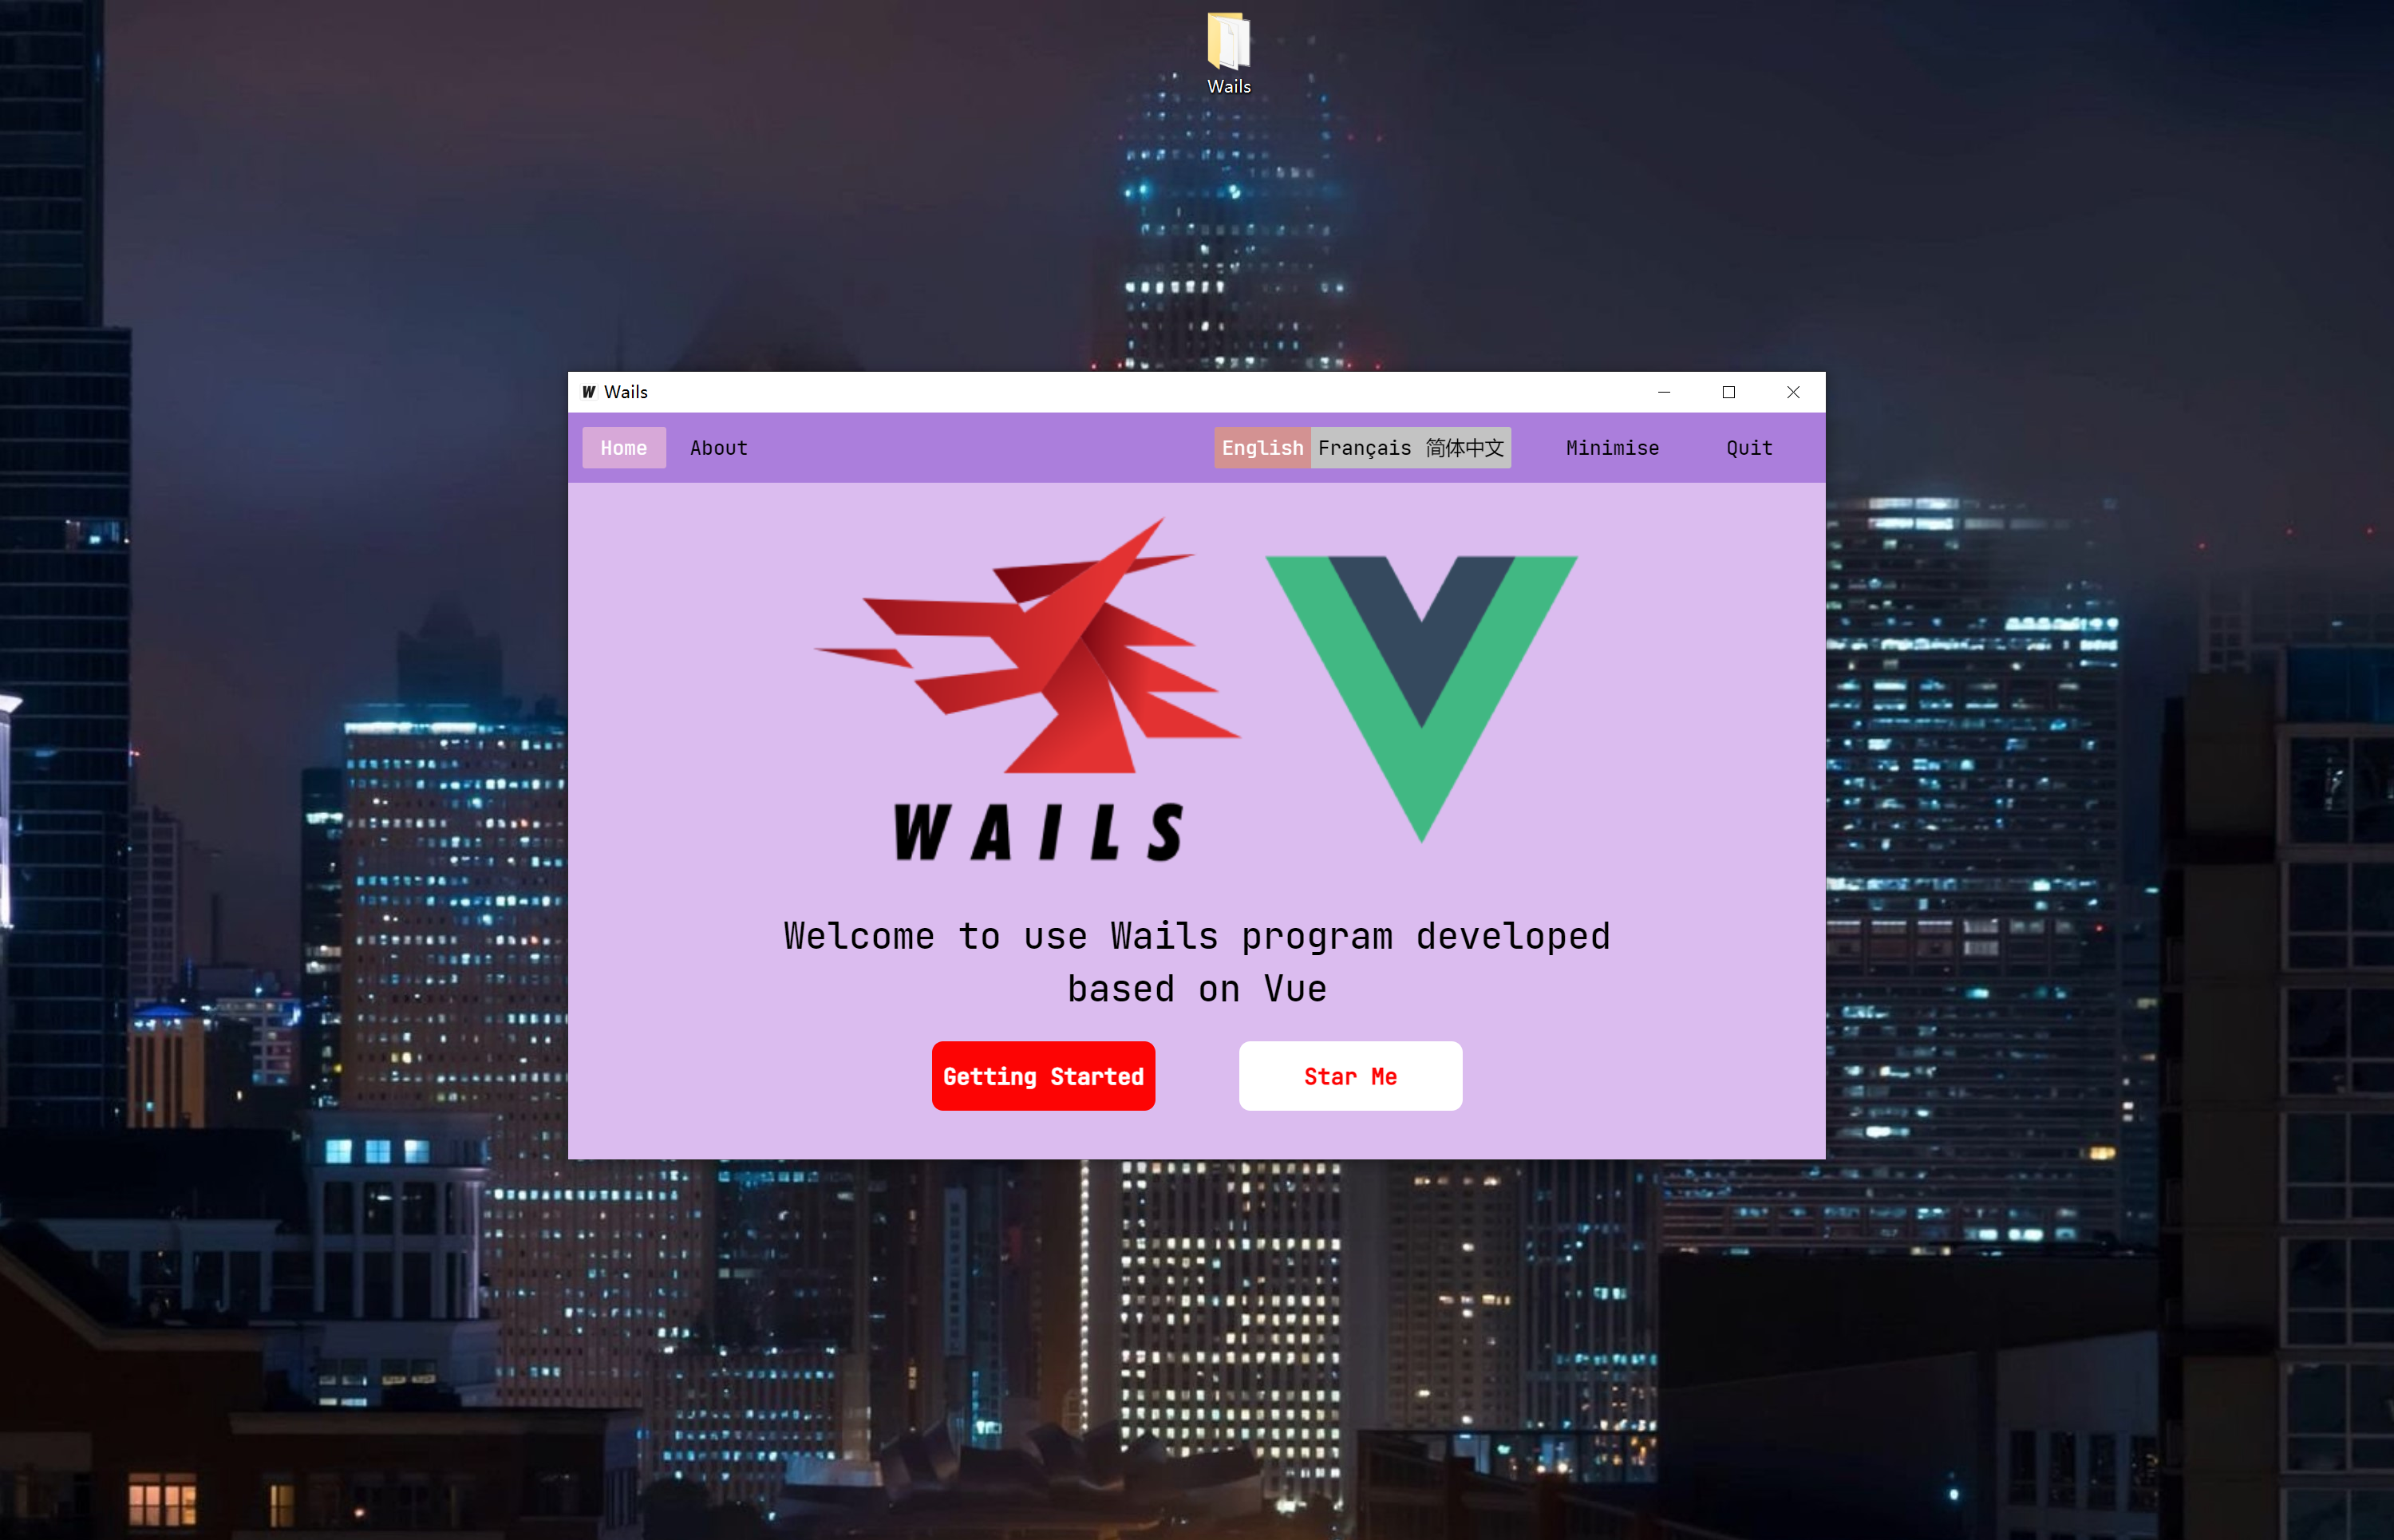 Wails
Wails
Home About English Français 简体中文 Minimise Quit
WAILS
Welcome to use Wails program developed
based on Vue
Getting Started Star Me